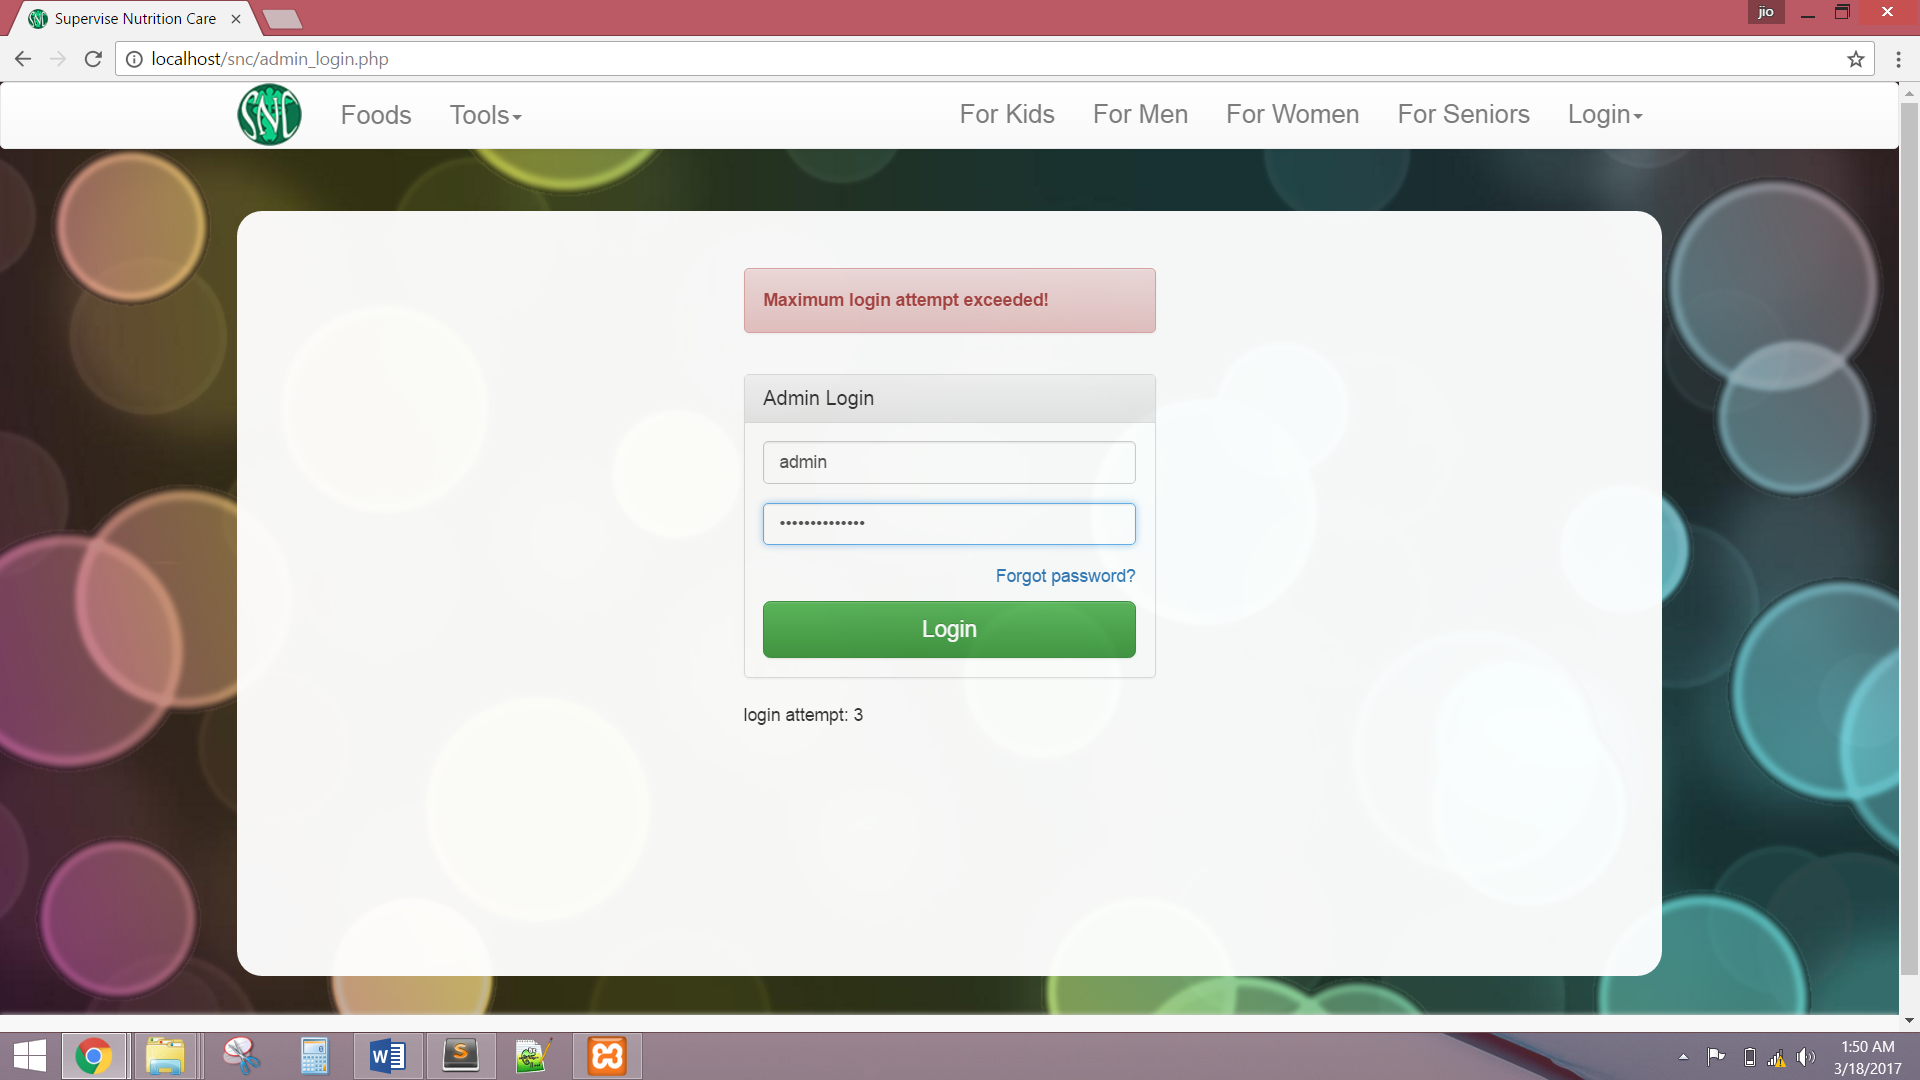 Supervise Nutrition Care
jio
localhost/snc/admin_login.php
SNC
Foods
Tools
For Kids
For Men
For Women
For Seniors
Login
Maximum login attempt exceeded!
Admin Login
admin
••••••••••••••
Forgot password?
Login
login attempt: 3
1:50 AM
3/18/2017